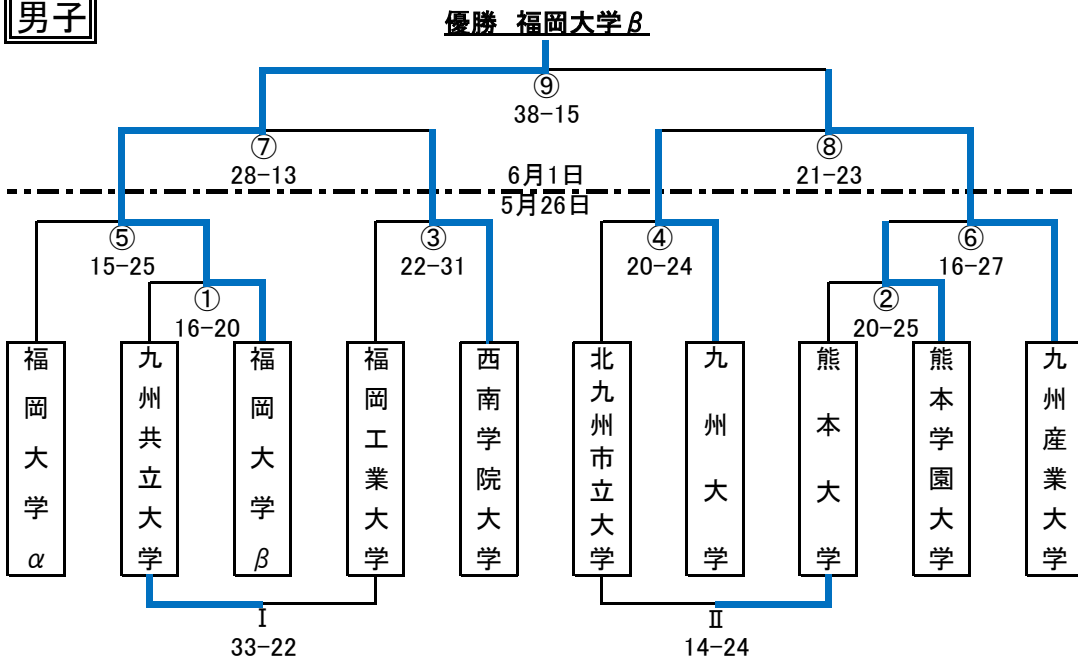 男子
優勝 福岡大学β
⑨
38-15
⑦
28-13
⑧
21-23
6月1日
5月26日
⑤
15-25
③
22-31
④
20-24
⑥
16-27
①
16-20
②
20-25
福岡大学α
九州共立大学
福岡大学β
福岡工業大学
西南学院大学
北九州市立大学
九州大学
熊本大学
熊本学園大学
九州産業大学
Ⅰ
33-22
Ⅱ
14-24